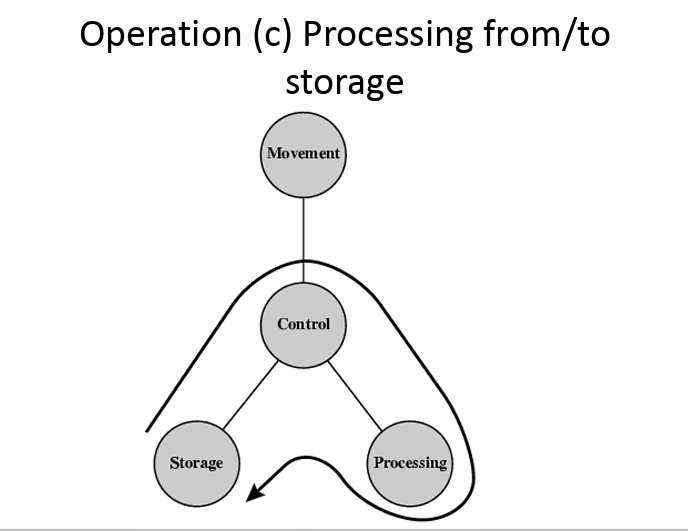 Operation (c) Processing from/to
storage
Movement
Control
Storage
Processing